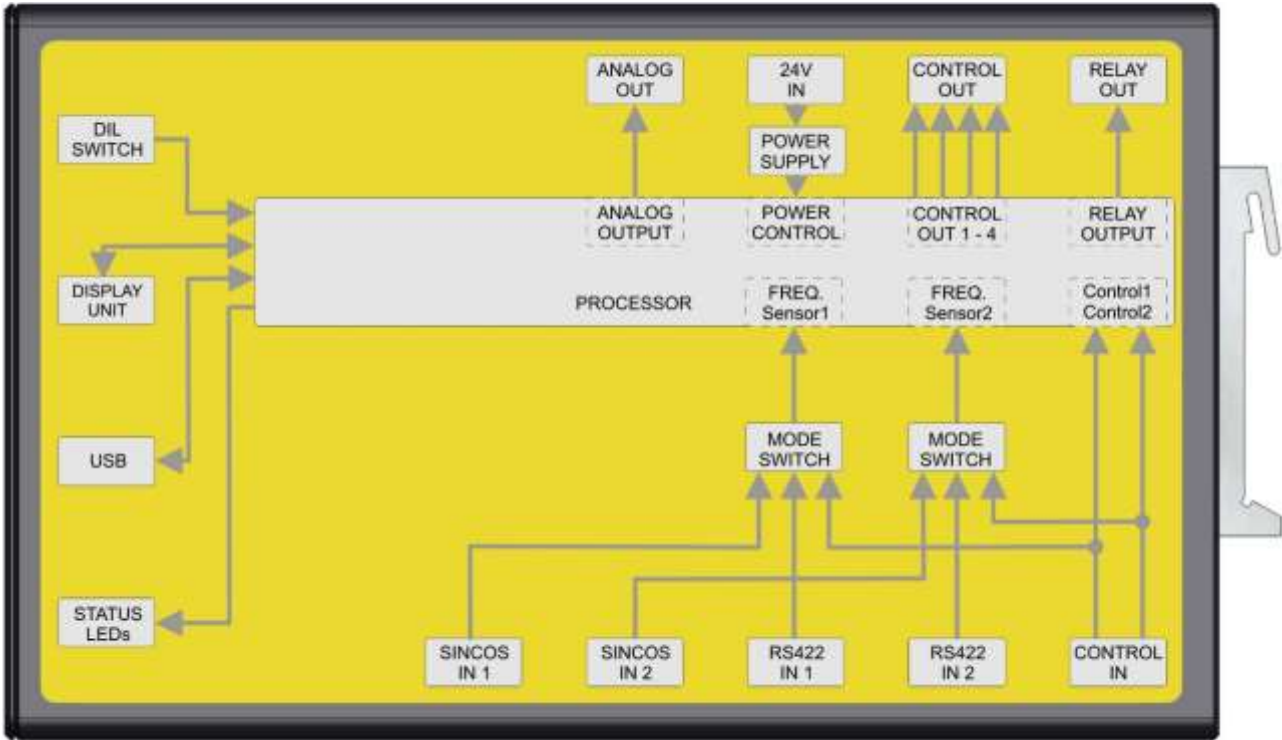 ANALOG
OUT
24V
IN
CONTROL
OUT
RELAY
OUT
DIL
SWITCH
POWER
SUPPLY
ANALOG
OUTPUT
POWER
CONTROL
CONTROL
OUT 1 - 4
RELAY
OUTPUT
DISPLAY
UNIT
PROCESSOR
FREQ.
Sensor1
FREQ.
Sensor2
Control1
Control2
USB
MODE
SWITCH
MODE
SWITCH
STATUS
LEDs
SINCOS
IN 1
SINCOS
IN 2
RS422
IN 1
RS422
IN 2
CONTROL
IN